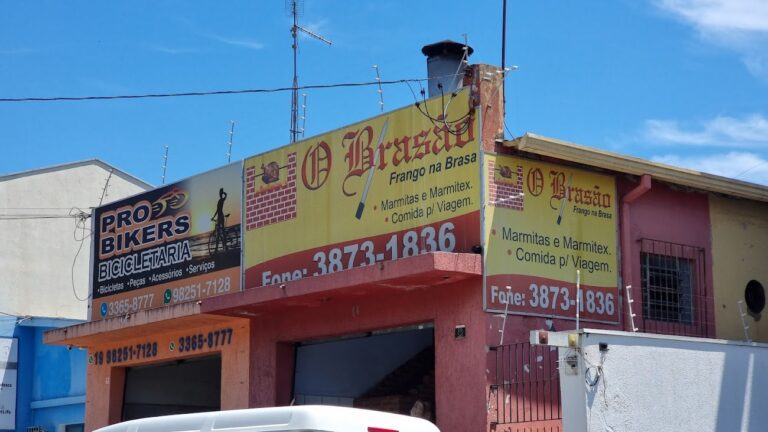 PRO
BIKERS
BICICLETARIA
•Bicicletas •Peças •Acessórios •Serviços
3365-8777 98251-7128
19 98251-7128 3365-8777
O Brasão
Frango na Brasa
• Marmitas e Marmitex.
• Comida p/ Viagem.
Fone: 3873-1836
O Brasão
Frango na Brasa
• Marmitas e Marmitex.
• Comida p/ Viagem.
Fone: 3873-1836